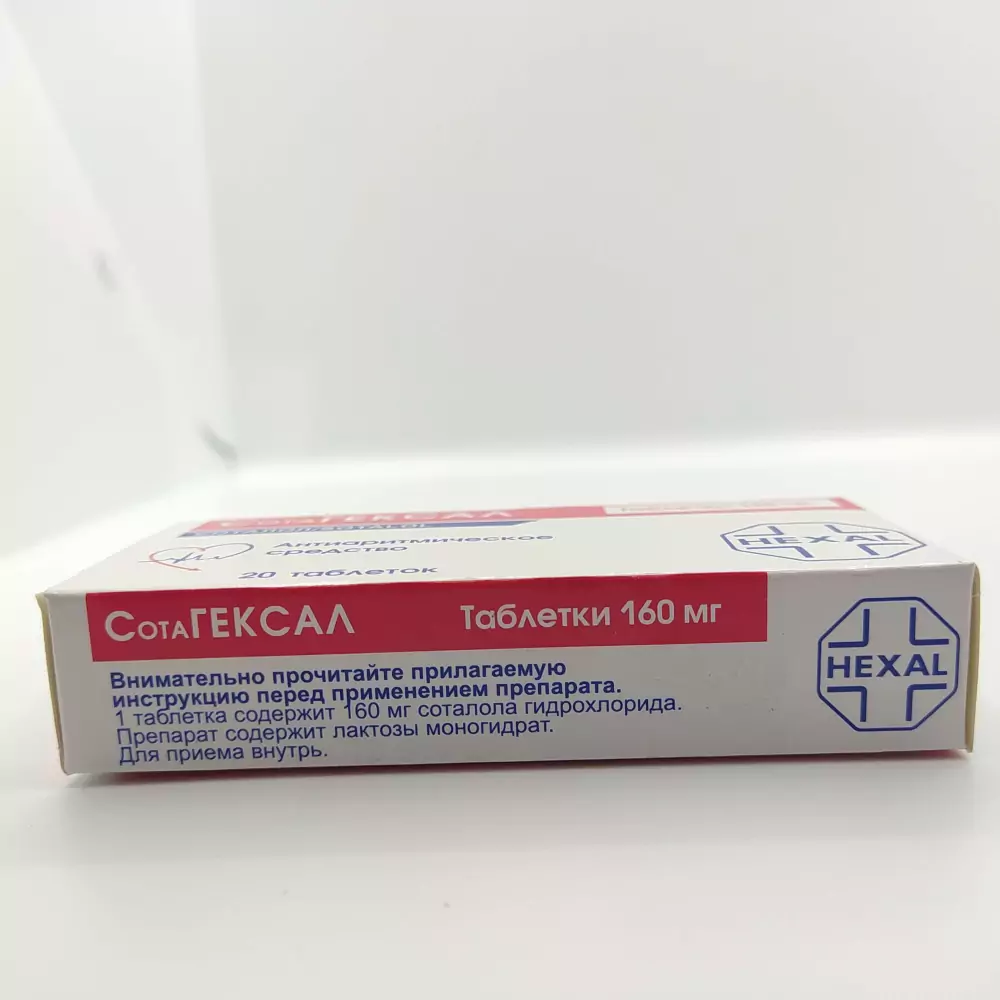 СотаГЕКСАЛ
Антиаритмическое
средство
20 таблеток
HEXAL
СотаГЕКСАЛ Таблетки 160 мг
Внимательно прочитайте прилагаемую
инструкцию перед применением препарата.
1 таблетка содержит 160 мг соталола гидрохлорида.
Препарат содержит лактозы моногидрат.
Для приема внутрь.
HEXAL